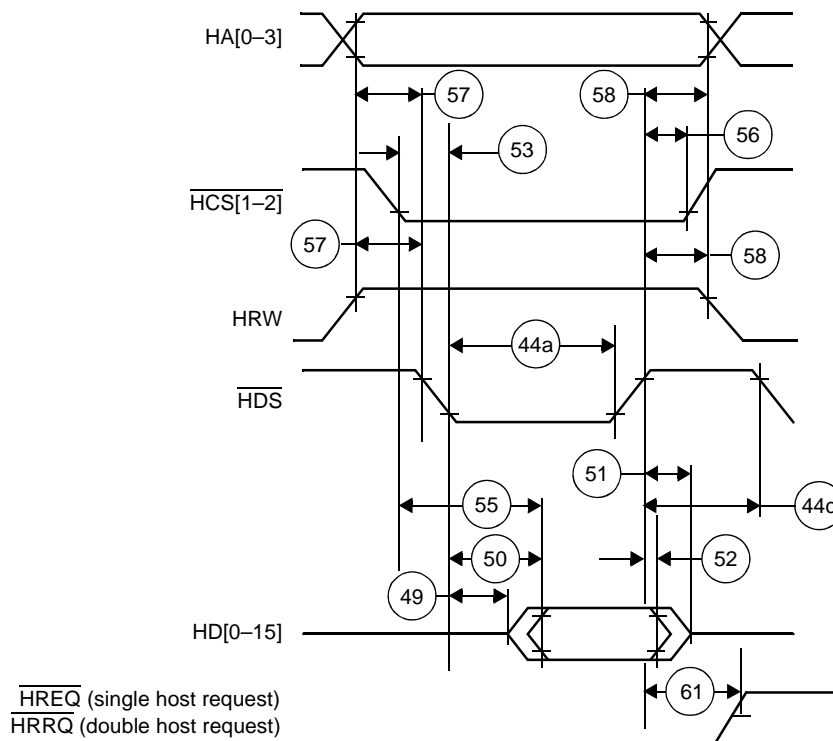 HA[0–3]
57
58
56
53
HCS[1–2]
57
58
HRW
44a
HDS
51
55
44c
50
52
49
HD[0–15]
61
HREQ (single host request)
HRRQ (double host request)